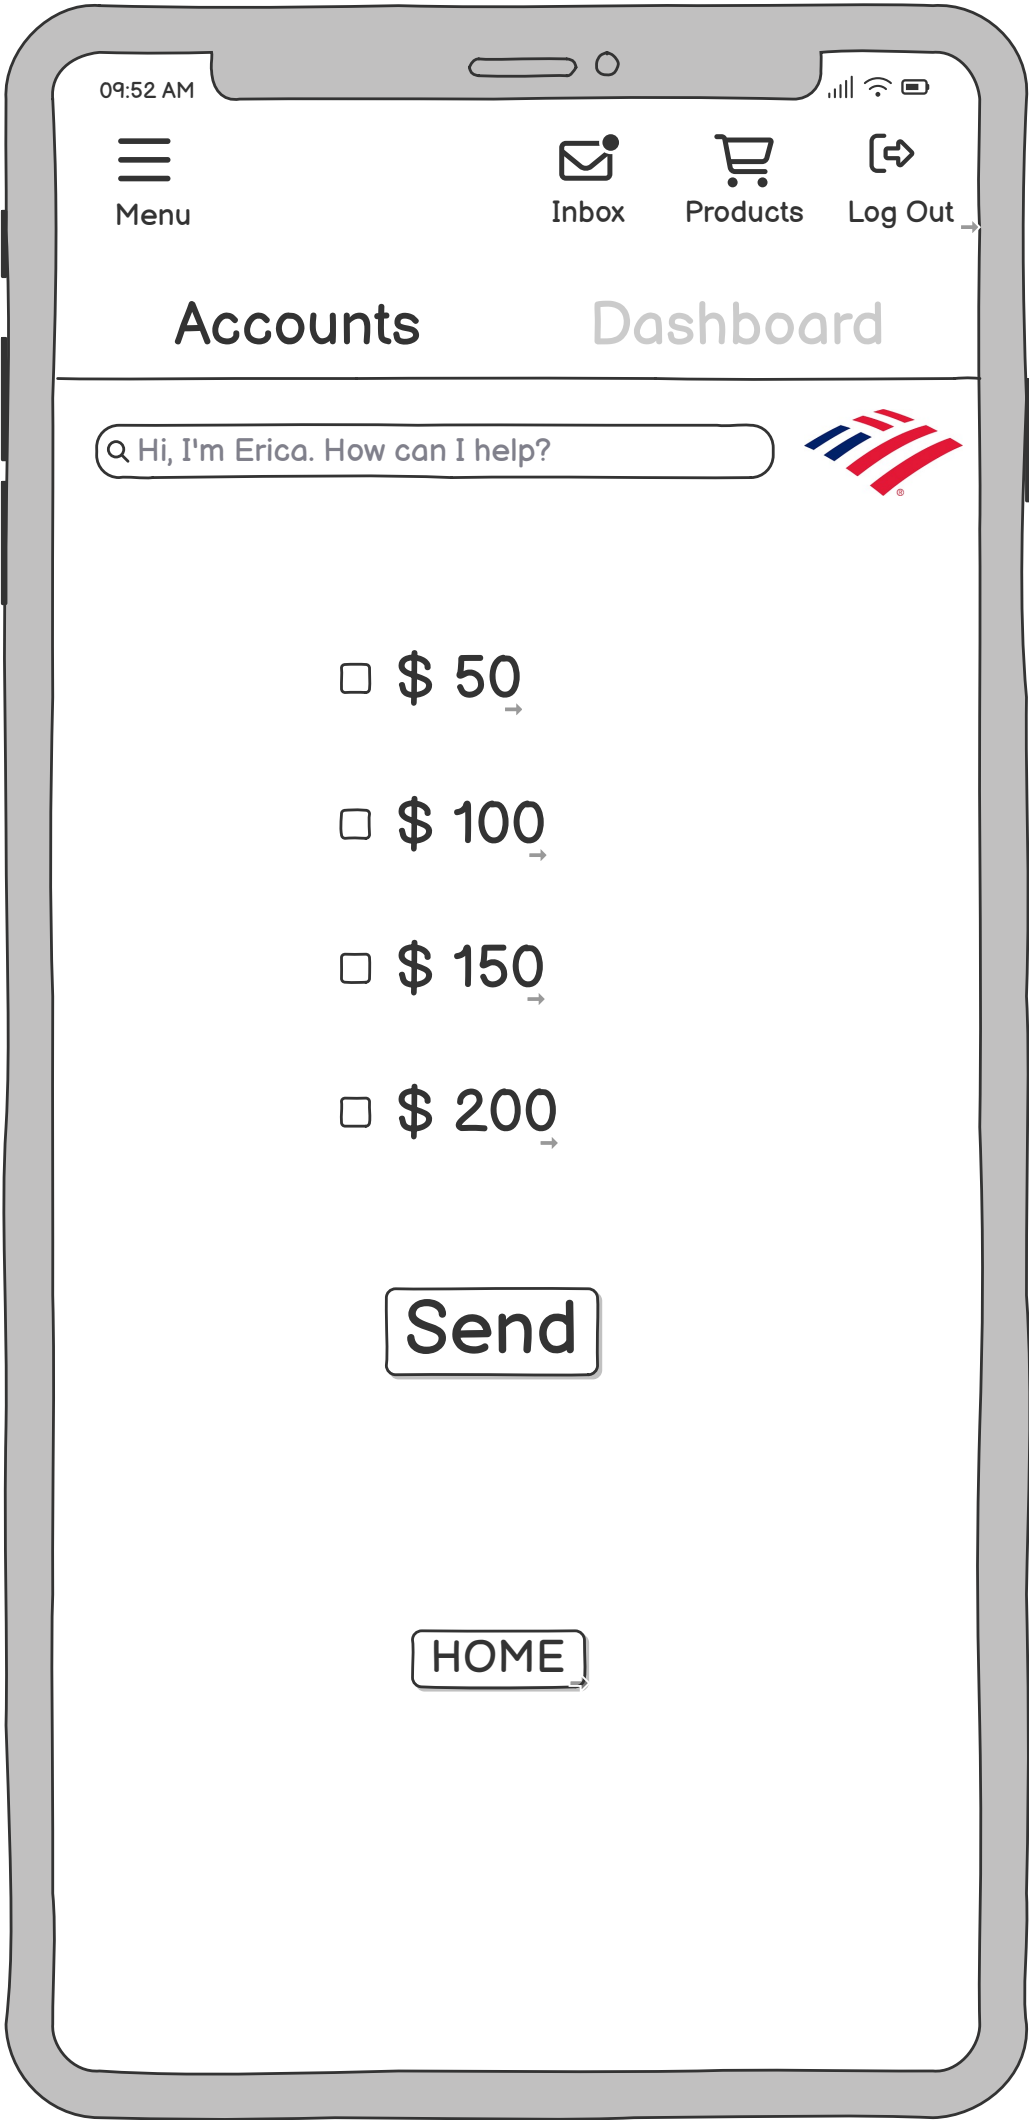 09:52 AM
Menu
Inbox
Products
Log Out
Accounts
Dashboard
Hi, I'm Erica. How can I help?
®
$ 50
$ 100
$ 150
$ 200
Send
HOME